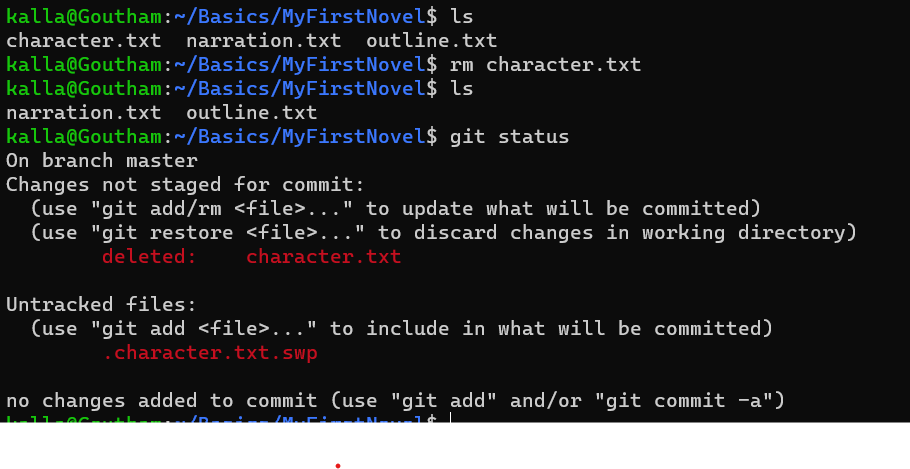 kalla@Goutham:~/Basics/MyFirstNovel$ ls
character.txt  narration.txt  outline.txt
kalla@Goutham:~/Basics/MyFirstNovel$ rm character.txt
kalla@Goutham:~/Basics/MyFirstNovel$ ls
narration.txt  outline.txt
kalla@Goutham:~/Basics/MyFirstNovel$ git status
On branch master
Changes not staged for commit:
  (use "git add/rm <file>..." to update what will be committed)
  (use "git restore <file>..." to discard changes in working directory)
        deleted:    character.txt

Untracked files:
  (use "git add <file>..." to include in what will be committed)
        .character.txt.swp

no changes added to commit (use "git add" and/or "git commit -a")
kalla@Goutham:~/Basics/MyFirstNovel$